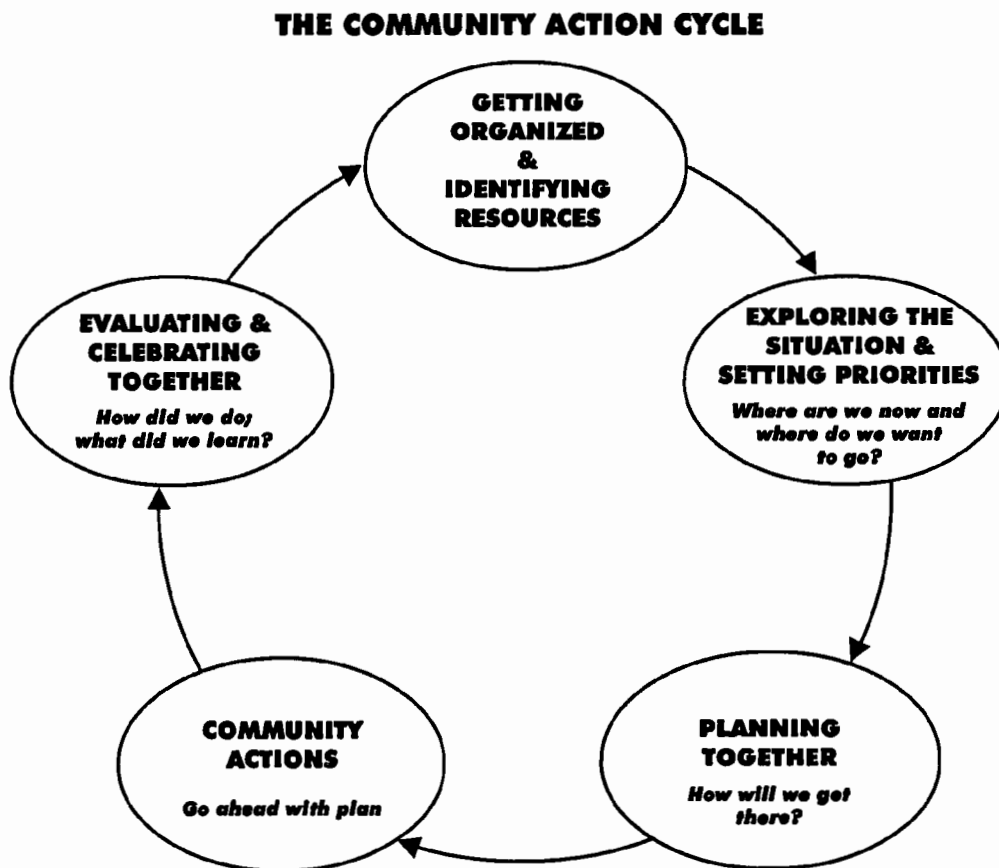 THE COMMUNITY ACTION CYCLE
GETTING
ORGANIZED
&
IDENTIFYING
RESOURCES
EXPLORING THE
SITUATION &
SETTING PRIORITIES
Where are we now and
where do we want
to go?
PLANNING
TOGETHER
How will we get
there?
COMMUNITY
ACTIONS
Go ahead with plan
EVALUATING &
CELEBRATING
TOGETHER
How did we do;
what did we learn?